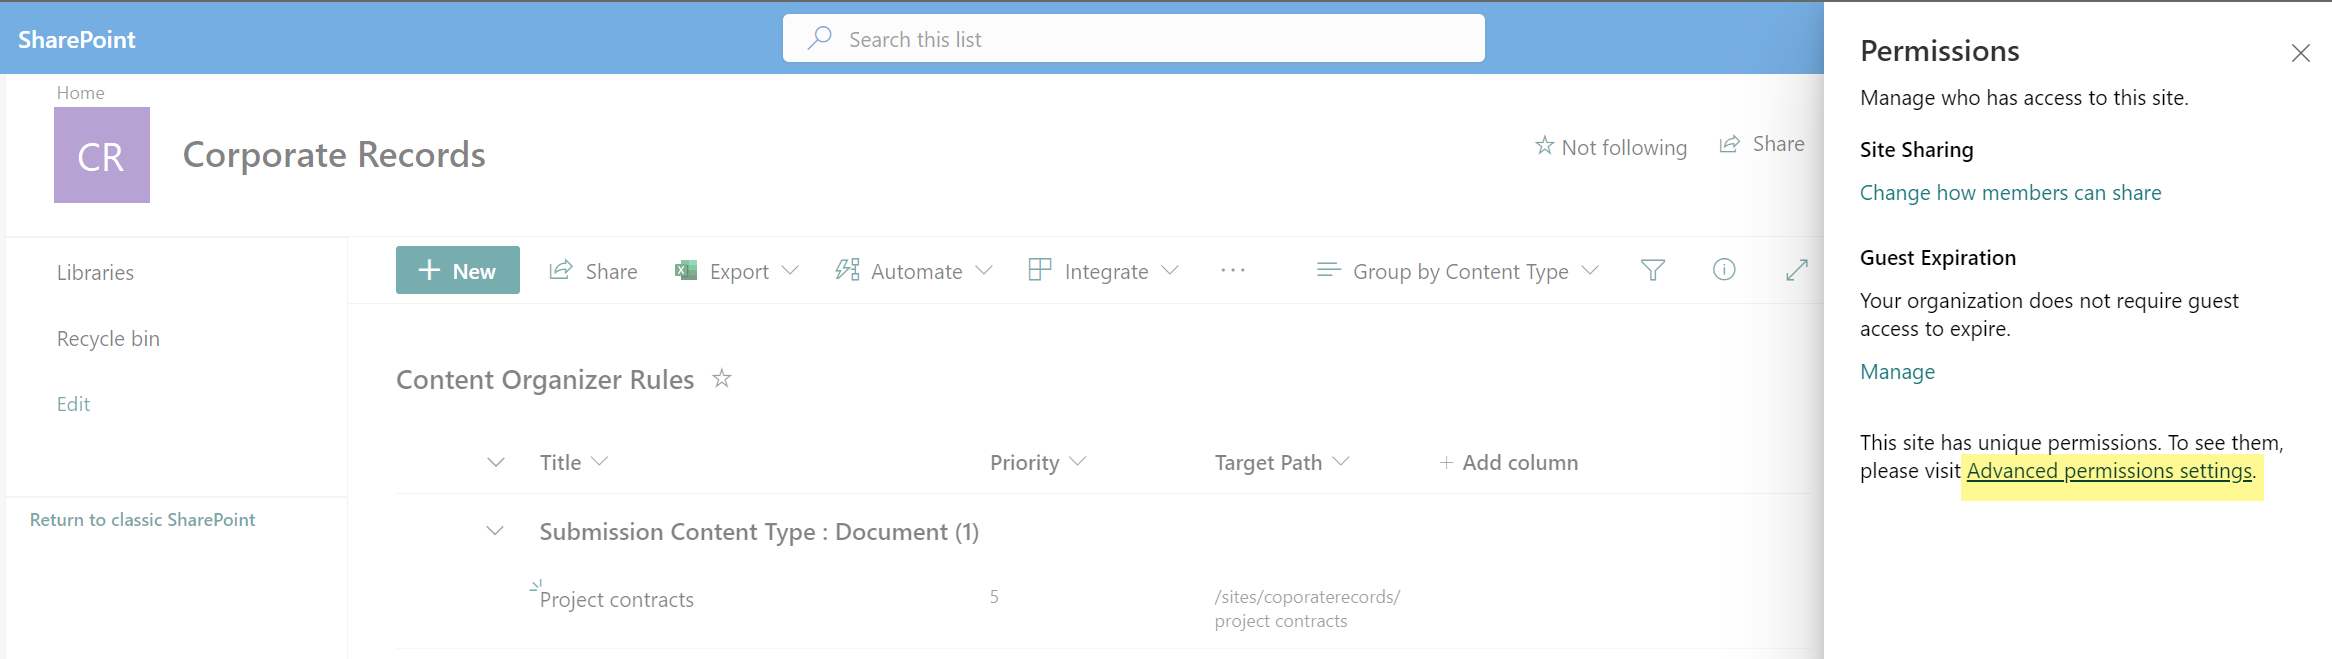 SharePoint
Search this list
Home
CR
Corporate Records
Not following
Share
Libraries
Recycle bin
Edit
Return to classic SharePoint
New
Share
Export
Automate
Integrate
Group by Content Type
Content Organizer Rules
Title
Priority
Target Path
+ Add column
Submission Content Type : Document (1)
Project contracts
5
/sites/coporaterecords/
project contracts
Permissions
Manage who has access to this site.
Site Sharing
Change how members can share
Guest Expiration
Your organization does not require guest
access to expire.
Manage
This site has unique permissions. To see them,
please visit Advanced permissions settings.